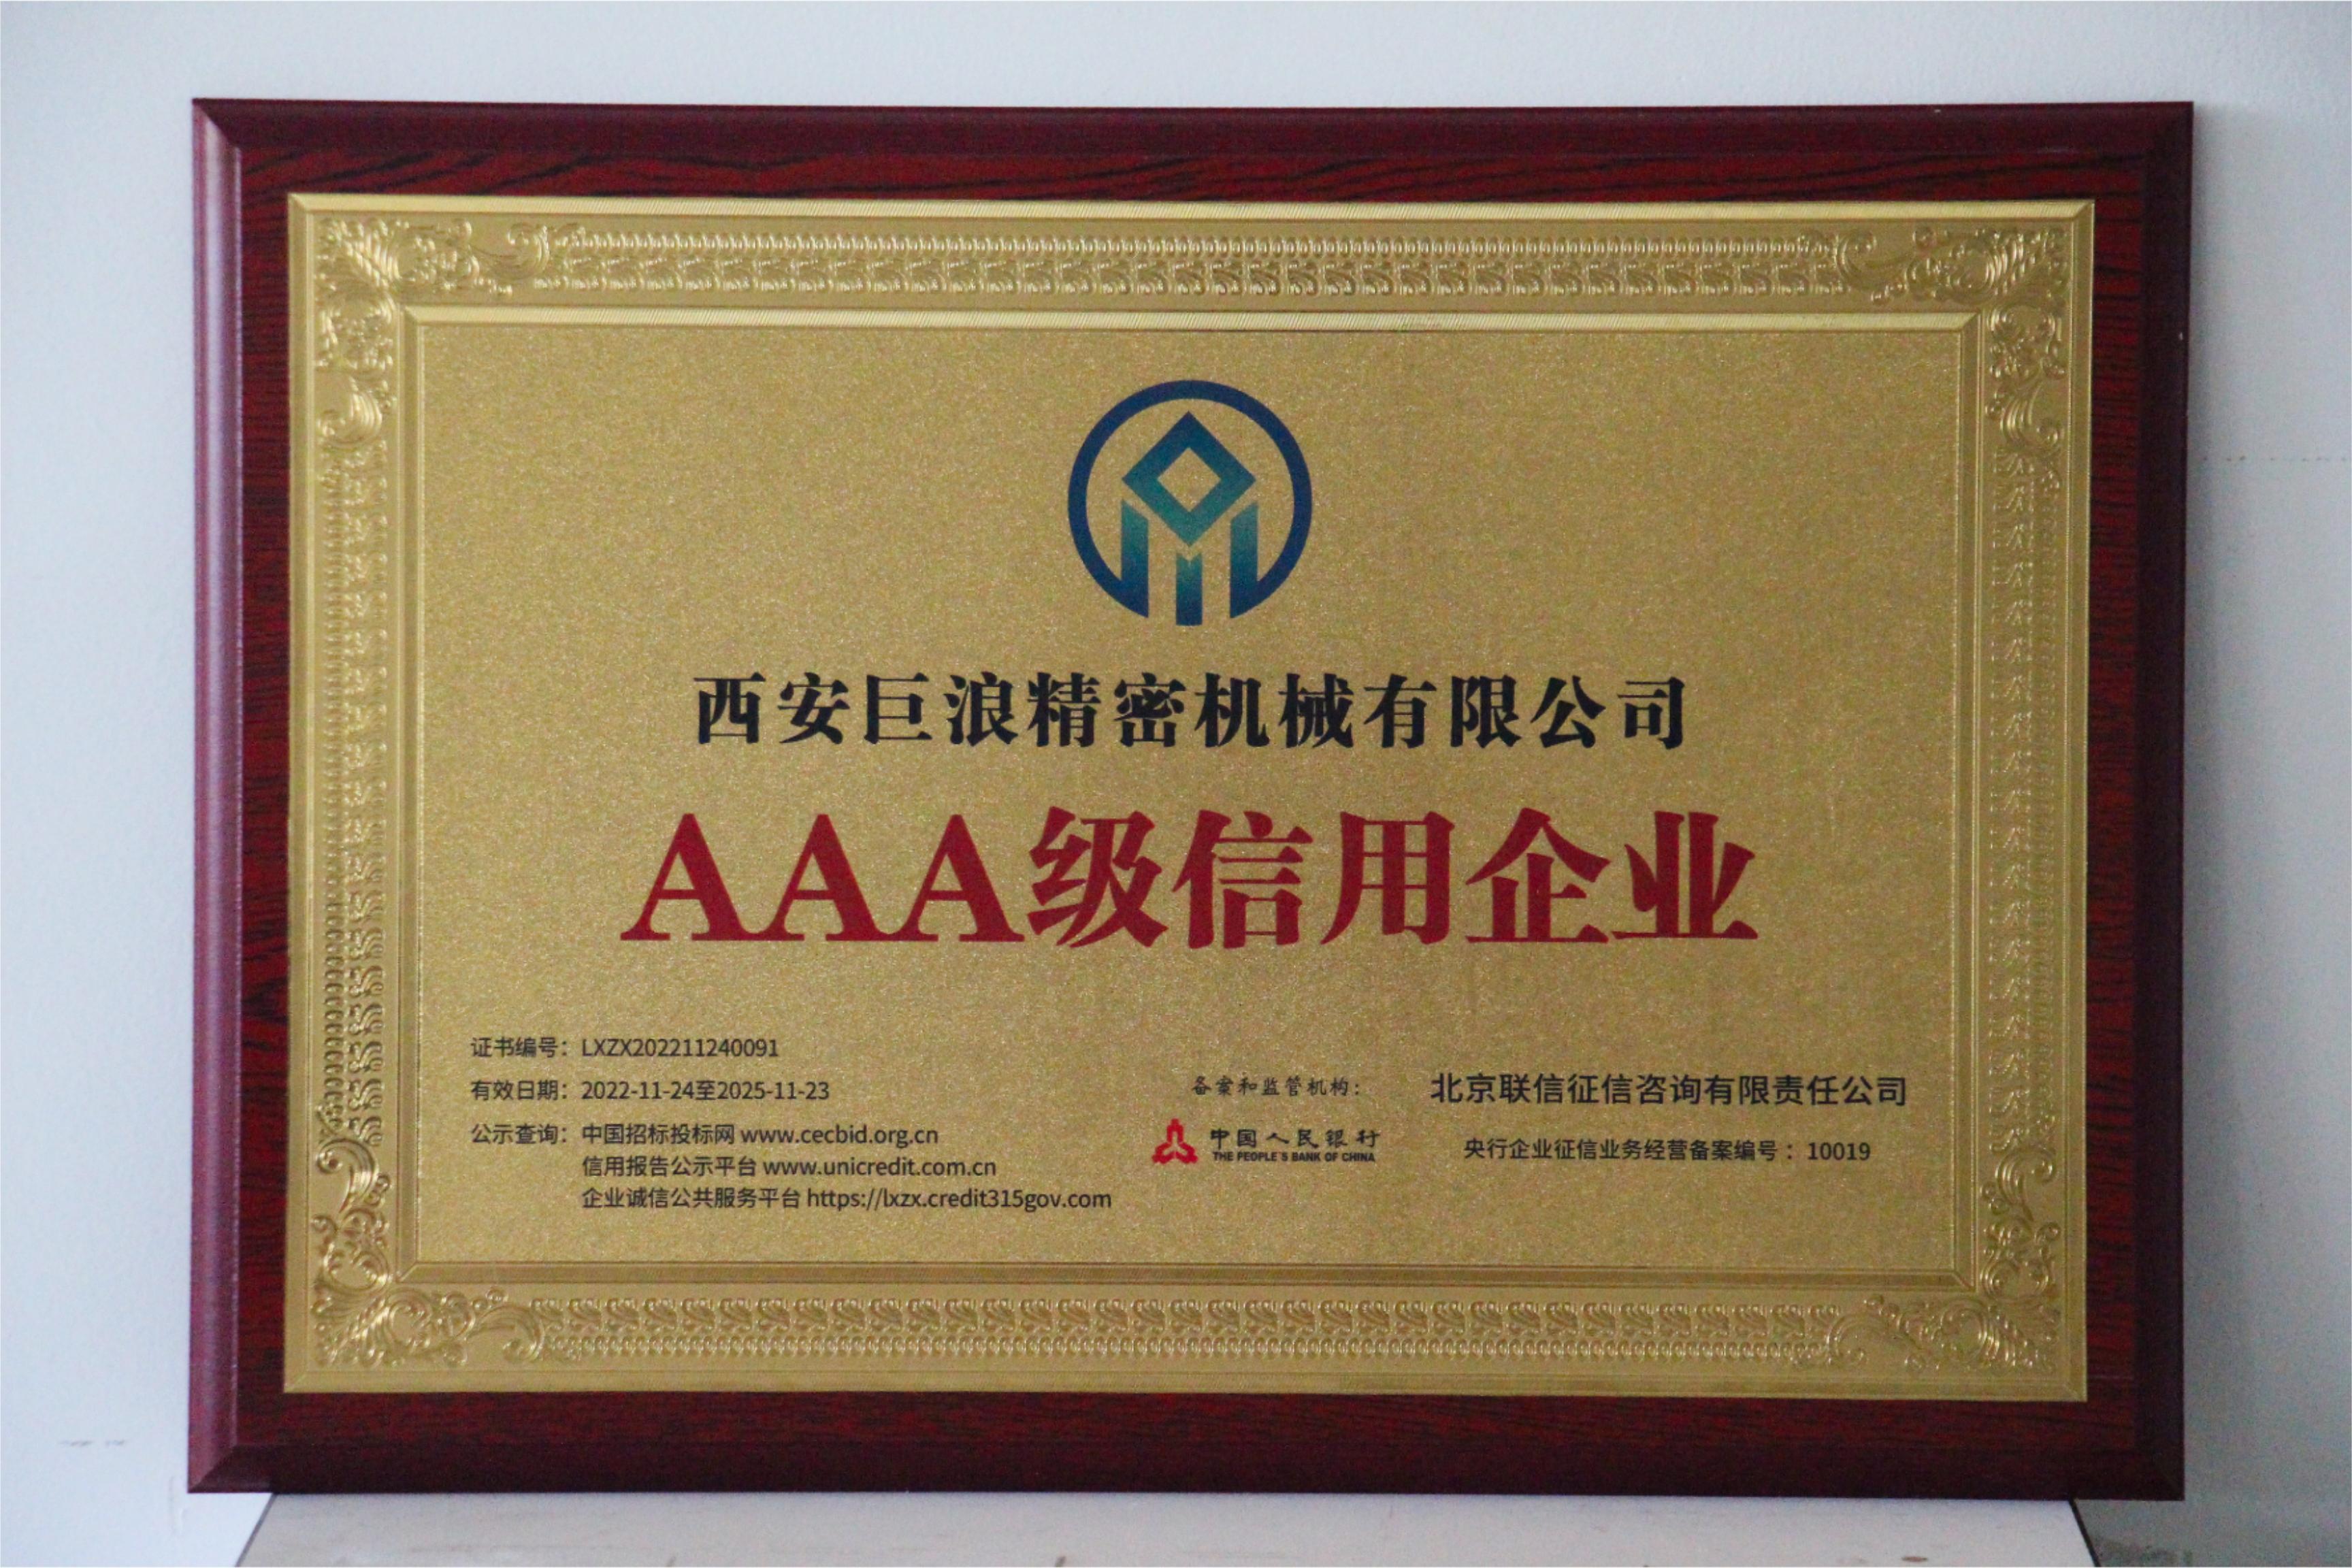 西安巨浪精密机械有限公司
AAA级信用企业
证书编号：LXZX202211240091
有效日期：2022-11-24至2025-11-23
公示查询：中国招标投标网 www.cecbid.org.cn
信用报告公示平台 www.unicredit.com.cn
企业诚信公共服务平台 https://lxzx.credit315gov.com
备案和监管机构：
中国人民银行
THE PEOPLE'S BANK OF CHINA
北京联信征信咨询有限责任公司
央行企业征信业务经营备案编号：10019